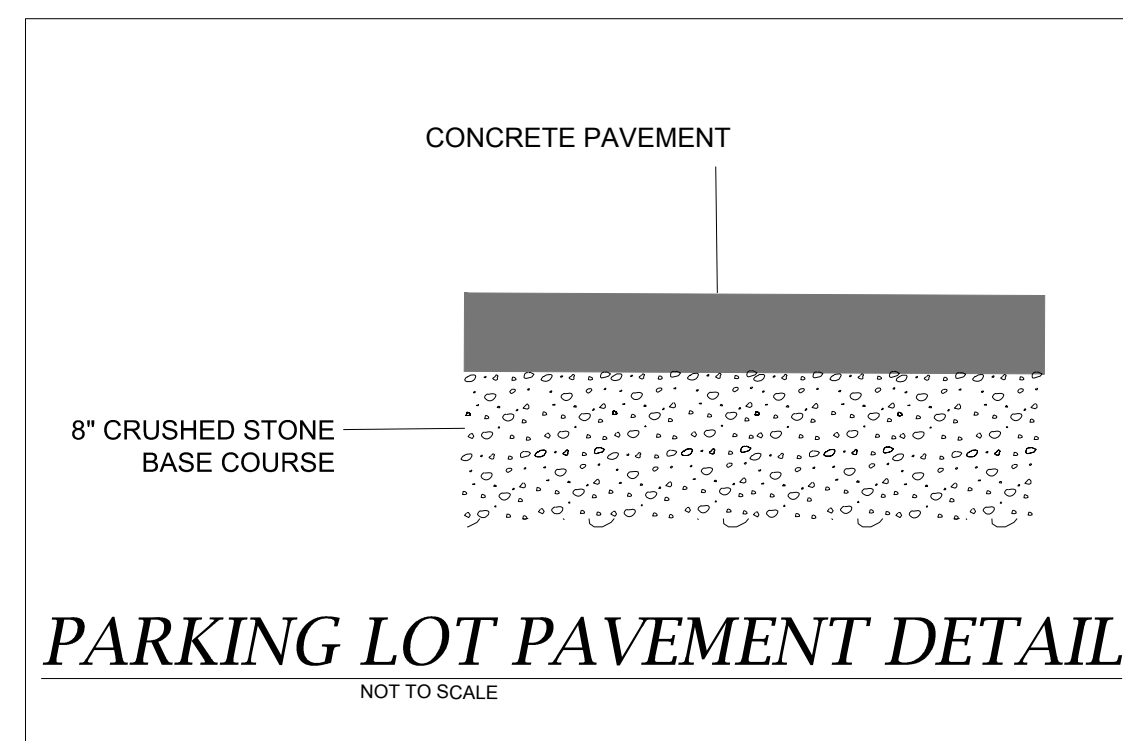 CONCRETE PAVEMENT
8" CRUSHED STONE
BASE COURSE
PARKING LOT PAVEMENT DETAIL
NOT TO SCALE